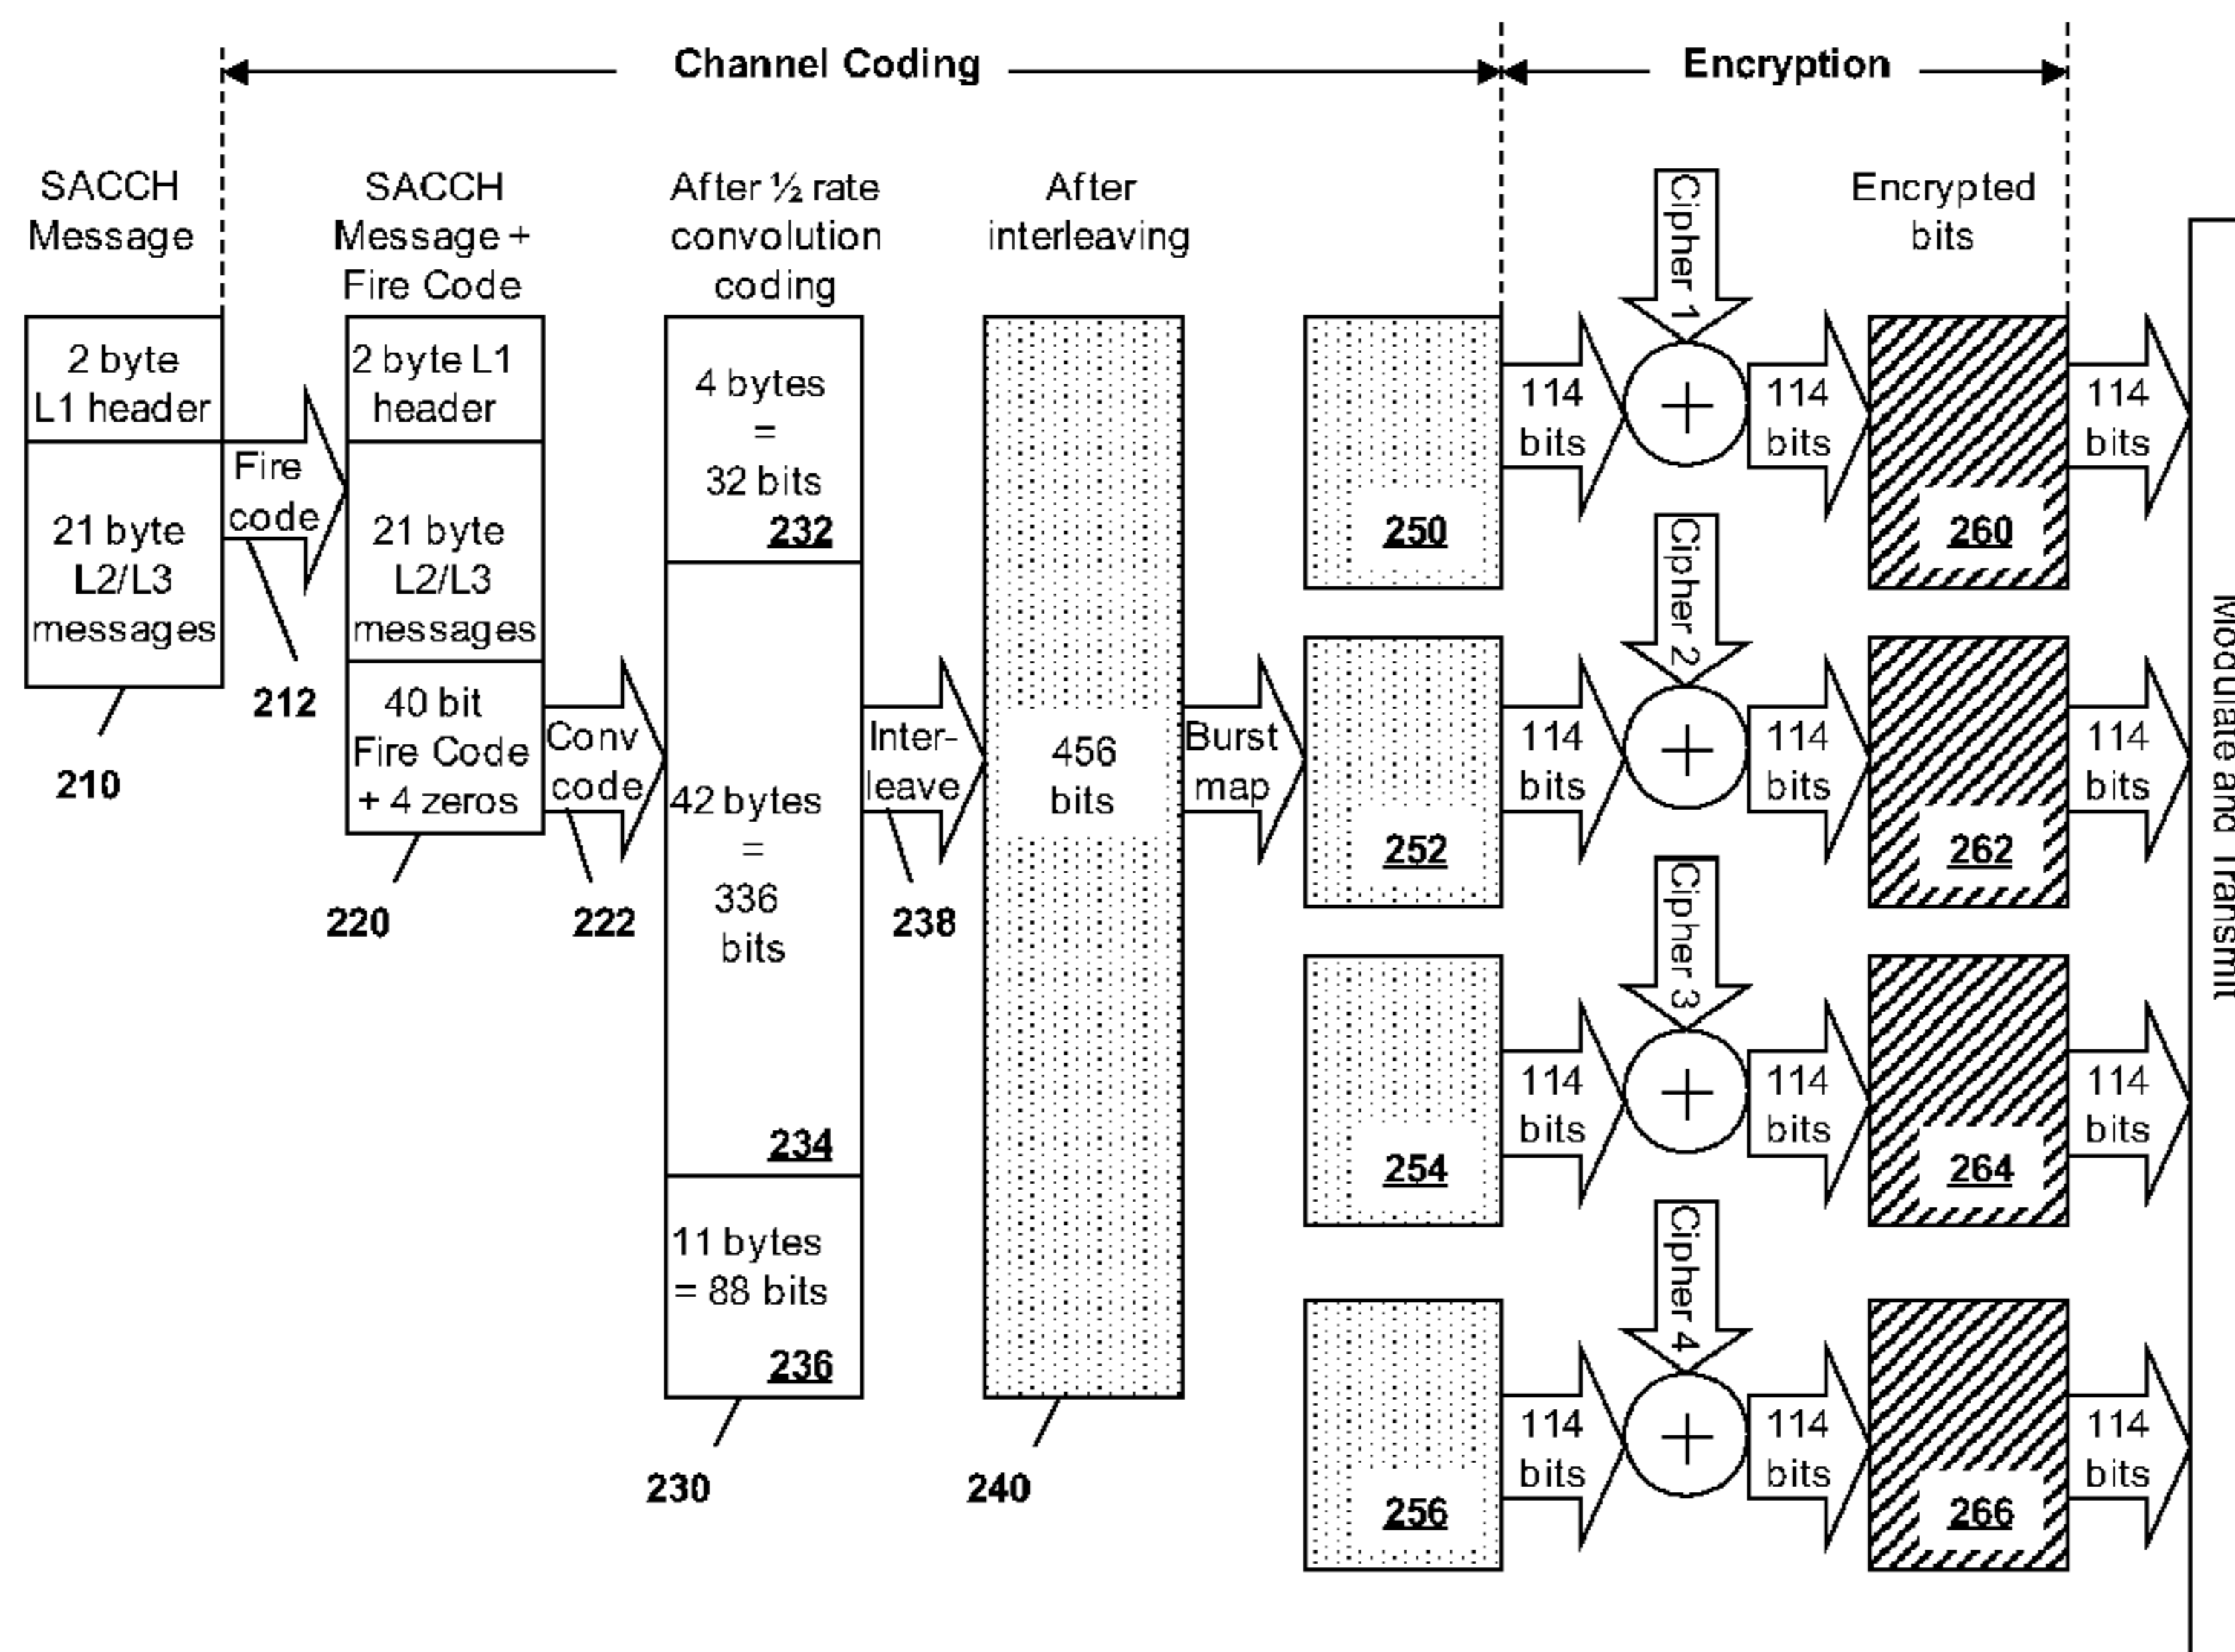 Channel Coding
Encryption
SACCH
Message
SACCH
Message +
Fire Code
After ½ rate
convolution
coding
After
interleaving
Encrypted
bits
2 byte
L1 header
21 byte
L2/L3
messages
210
Fire
code
212
2 byte L1
header
21 byte
L2/L3
messages
40 bit
Fire Code
+ 4 zeros
220
Conv
code
222
4 bytes
=
32 bits
232
42 bytes
=
336
bits
234
11 bytes
= 88 bits
236
230
Inter-
leave
238
456
bits
240
Burst
map
250
114
bits
Cipher 1
+
114
bits
260
114
bits
252
114
bits
Cipher 2
+
114
bits
262
114
bits
254
114
bits
Cipher 3
+
114
bits
264
114
bits
256
114
bits
Cipher 4
+
114
bits
266
114
bits
Modulate and Transmit